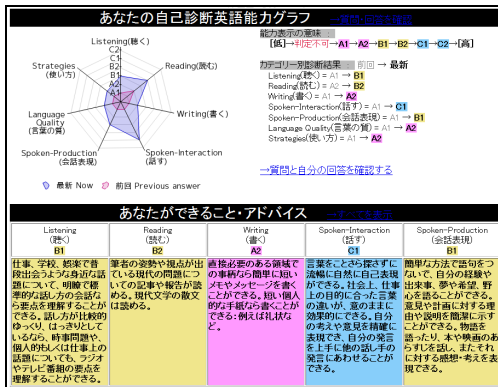 あなたの自己診断英語能力グラフ
→質問・回答を確認
Listening(聴く)
C2
C1
B2
B1
A2
A1
Reading(読む)
Writing(書く)
Spoken-Interaction
(話す)
Spoken-Production
(会話表現)
Language
Quality
(言葉の質)
Strategies
(使い方)
最新 Now
前回 Previous answer
能力表示の意味 :
[低]→判定不可→A1→A2→B1→B2→C1→C2→[高]
カテゴリー別診断結果 : 前回 → 最新
Listening(聴く) = A1 → B1
Reading(読む) = A2 → B2
Writing(書く) = A1 → A2
Spoken-Interaction(話す) = A1 → C1
Spoken-Production(会話表現) = A1 → B1
Language Quality(言葉の質) = A1 → A2
Strategies(使い方) = A1 → A2
→質問と自分の回答を確認する
あなたができること・アドバイス
Listening
(聴く)
B1
仕事、学校、娯楽で普
段出会うような身近な話
題について、明瞭で標
準的な話し方の会話な
ら要点を理解することが
できる。話し方が比較的
ゆっくり、はっきりとして
いるなら、時事問題や、
個人的もしくは仕事上の
話題についても、ラジオ
やテレビ番組の要点を
理解することができる。
Reading
(読む)
B2
筆者の姿勢や視点が出
ている現代の問題につ
いての記事や報告が読
める。現代文学の散文
は読める。
Writing
(書く)
A2
直接必要のある領域で
の事柄なら簡単に短い
メモやメッセージを書く
ことができる。短い個人
的な手紙なら書くことが
できる:例えば礼状な
ど。
Spoken-Interaction
(話す)
C1
言葉をことさら探さずに
流暢に自然に自己表現
ができる。社会上、仕事
上の目的に合った言葉
の遣いが、意のままに
効果的にできる。自分
の考えや意見を精確に
表現でき、自分の発言
を上手に他の話し手の
発言にあわせることが
できる。
Spoken-Production
(会話表現)
B1
簡単な方法で語句をつ
ないで、自分の経験や
出来事、夢や希望、野
心を語ることができる。
意見や計画に対する理
由や説明を簡潔に示す
ことができる。物語を
語ったり、本や映画のあ
らすじを話し、またそれ
に対する感想・考えを表
現できる。